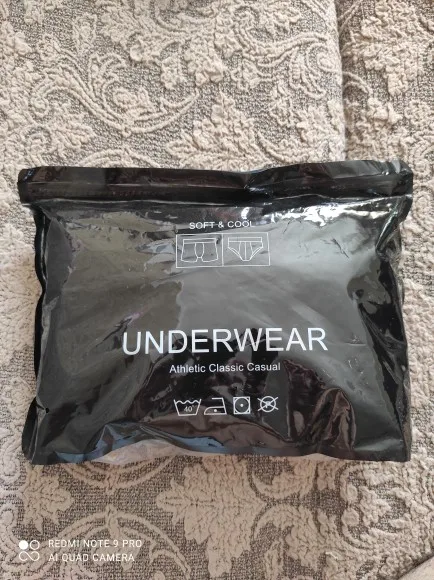 SOFT & COOL
UNDERWEAR
Athletic Classic Casual
40°
REDMI NOTE 9 PRO
AI QUAD CAMERA